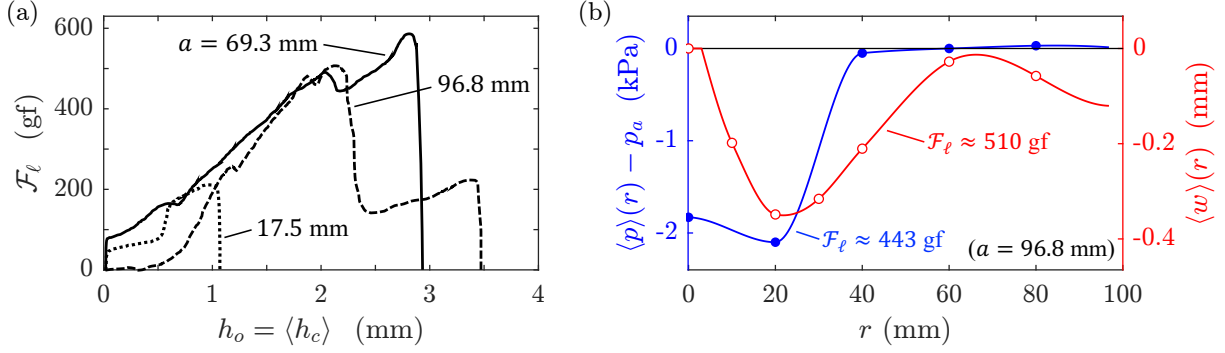 (a)
600
400
200
0
ℱℓ (gf)
a = 69.3 mm
96.8 mm
17.5 mm
0
1
2
3
4
hₒ = ⟨h_c⟩ (mm)
(b)
0
-1
-2
⟨p⟩(r) − pₐ (kPa)
ℱℓ ≈ 510 gf
ℱℓ ≈ 443 gf
(a = 96.8 mm)
0
20
40
60
80
100
r (mm)
0
-0.2
-0.4
⟨w⟩(r) (mm)